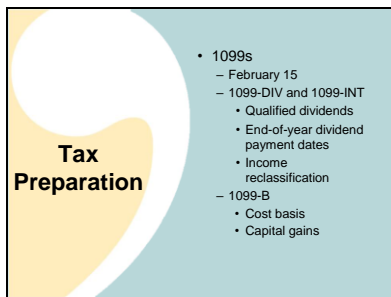 Tax
Preparation
• 1099s
– February 15
– 1099-DIV and 1099-INT
• Qualified dividends
• End-of-year dividend
payment dates
• Income
reclassification
– 1099-B
• Cost basis
• Capital gains